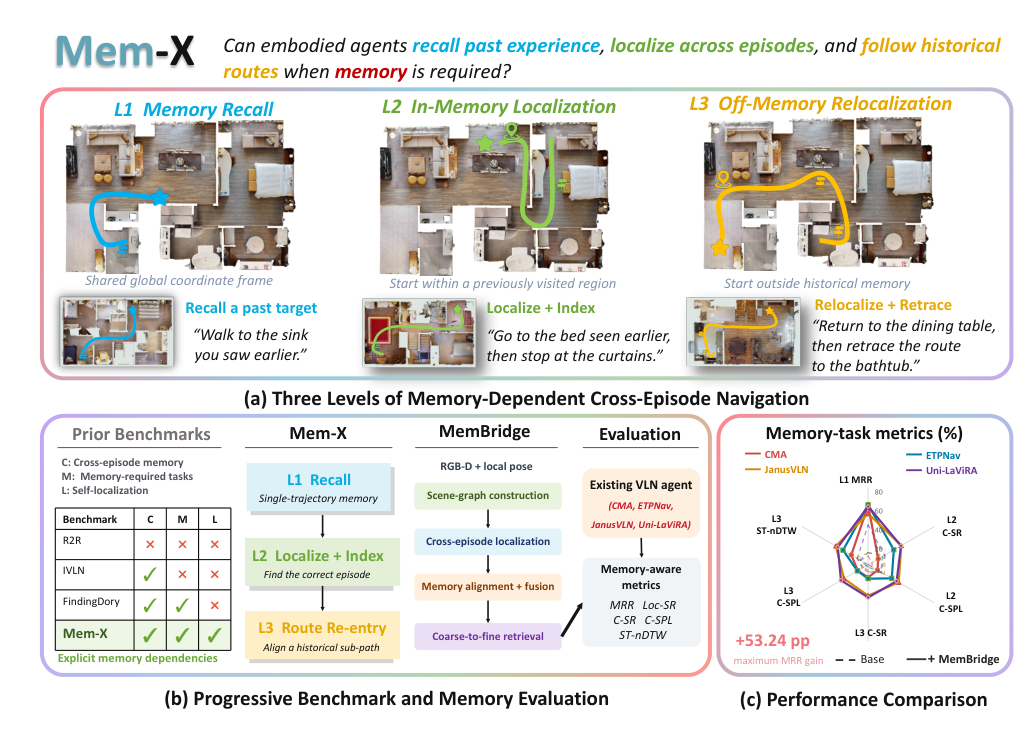 Mem-X
Can embodied agents recall past experience, localize across episodes, and follow historical
routes when memory is required?
L1 Memory Recall
L2 In-Memory Localization
L3 Off-Memory Relocalization
Shared global coordinate frame
Start within a previously visited region
Start outside historical memory
Recall a past target
“Walk to the sink
you saw earlier.”
Localize + Index
“Go to the bed seen earlier,
then stop at the curtains.”
Relocalize + Retrace
“Return to the dining table,
then retrace the route
to the bathtub.”
(a) Three Levels of Memory-Dependent Cross-Episode Navigation
Prior Benchmarks
C: Cross-episode memory
M: Memory-required tasks
L: Self-localization
Benchmark C M L
R2R × × ×
IVLN ✓ × ×
FindingDory ✓ ✓ ×
Mem-X ✓ ✓ ✓
Explicit memory dependencies
Mem-X
L1 Recall
Single-trajectory memory
L2 Localize + Index
Find the correct episode
L3 Route Re-entry
Align a historical sub-path
MemBridge
RGB-D + local pose
Scene-graph construction
Cross-episode localization
Memory alignment + fusion
Coarse-to-fine retrieval
Evaluation
Existing VLN agent
(CMA, ETPNav,
JanusVLN, Uni-LaViRA)
Memory-aware
metrics
MRR Loc-SR
C-SR C-SPL
ST-nDTW
(b) Progressive Benchmark and Memory Evaluation
Memory-task metrics (%)
CMA
ETPNav
JanusVLN
Uni-LaViRA
L1 MRR
80
60
L2
C-SR
L2
C-SPL
L3 C-SR
L3
C-SPL
L3
ST-nDTW
+53.24 pp
maximum MRR gain
Base
+ MemBridge
(c) Performance Comparison